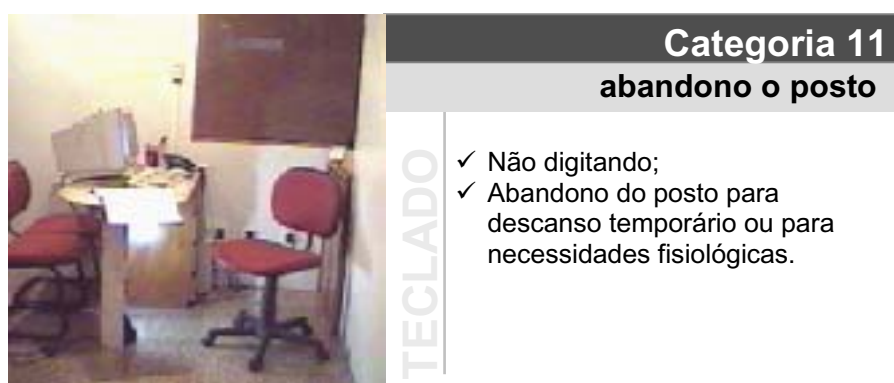 Categoria 11
abandono o posto
TECLADO
✓ Não digitando;
✓ Abandono do posto para
descanso temporário ou para
necessidades fisiológicas.